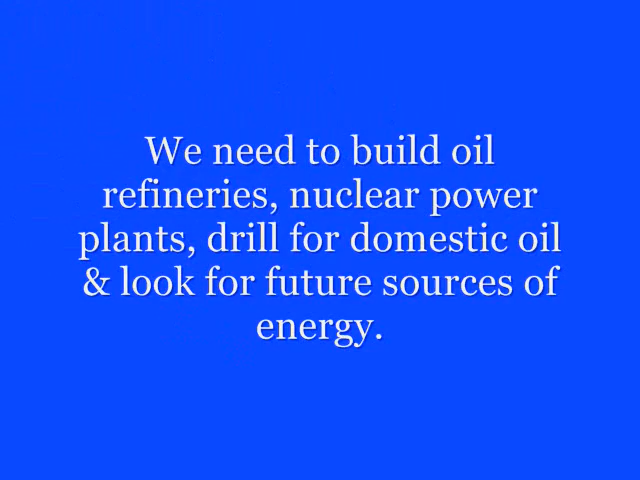 We need to build oil
refineries, nuclear power
plants, drill for domestic oil
& look for future sources of
energy.